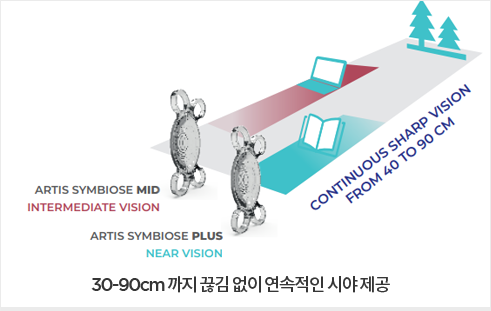 CONTINUOUS SHARP VISION
FROM 40 TO 90 CM
ARTIS SYMBIOSE MID
INTERMEDIATE VISION
ARTIS SYMBIOSE PLUS
NEAR VISION
30-90cm 까지 끊김 없이 연속적인 시야 제공